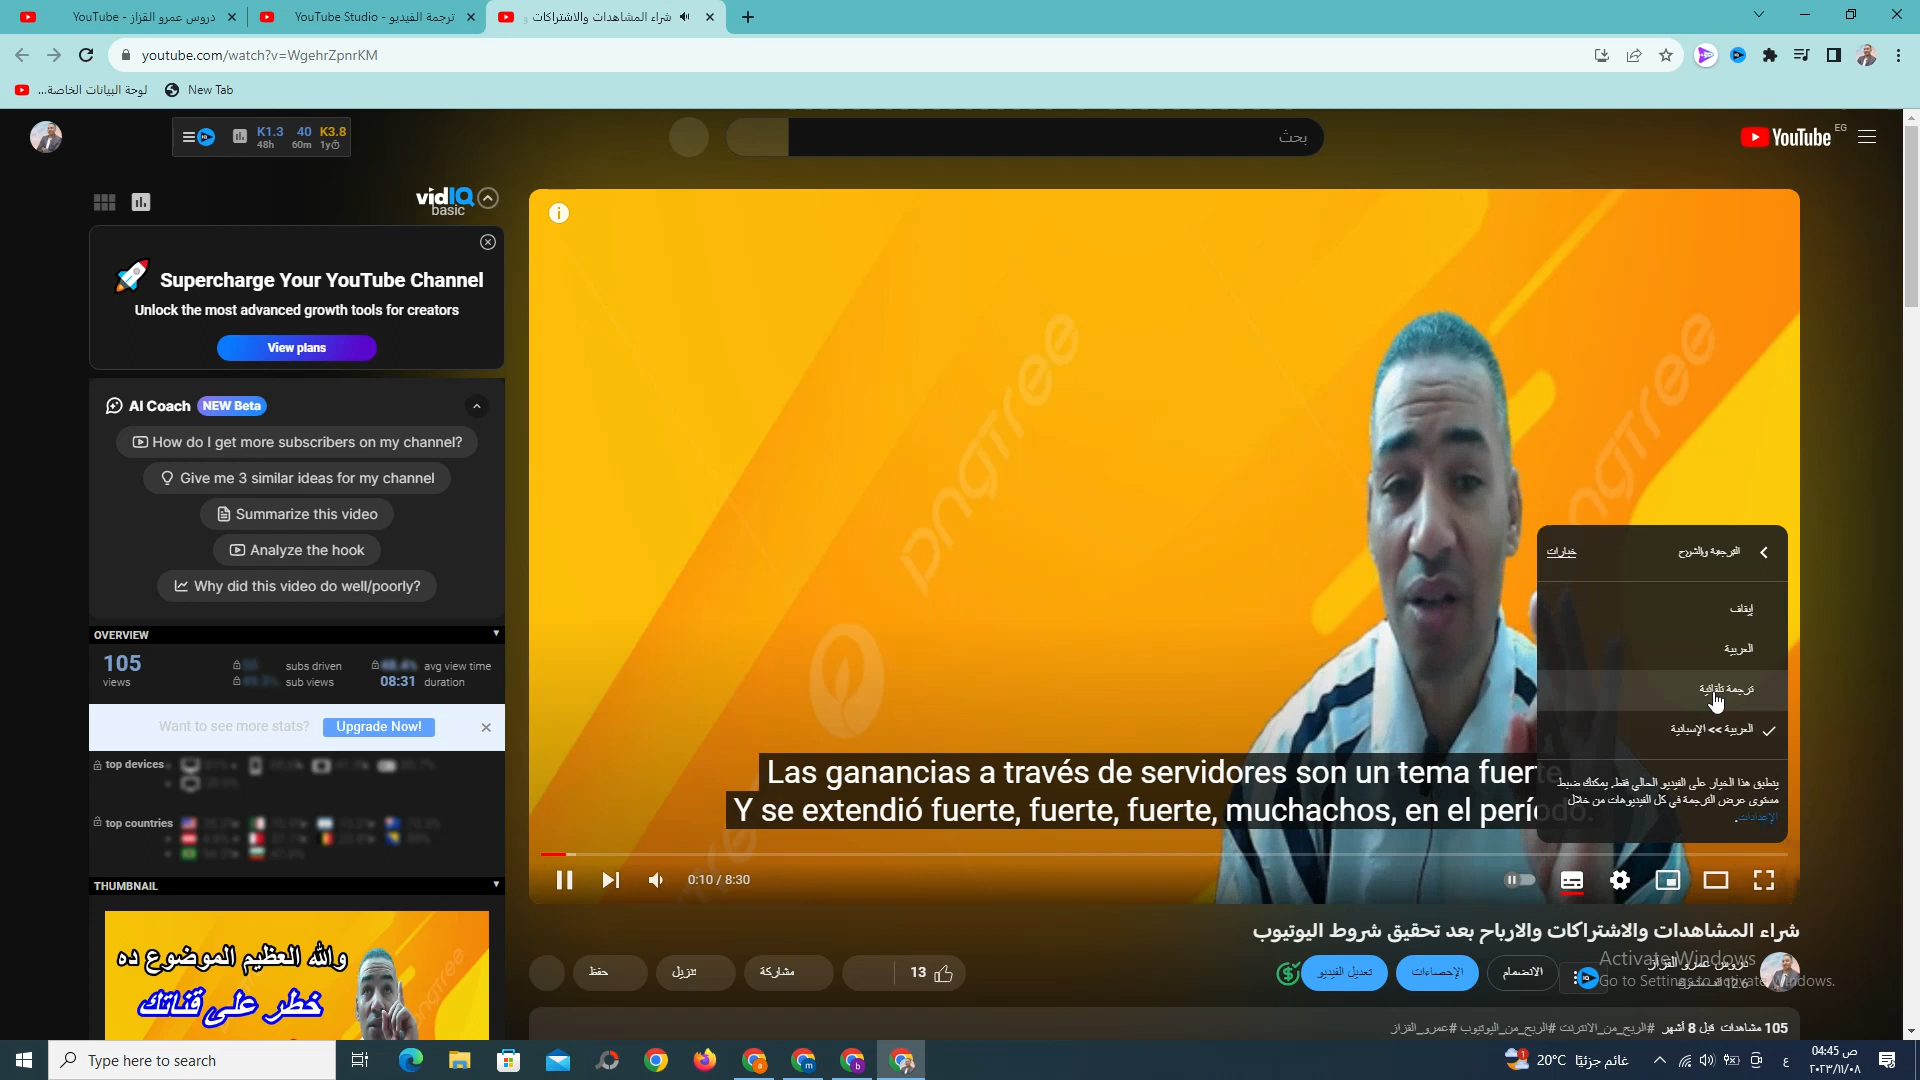 دروس عمرو القزاز - YouTube
ترجمة الفيديو - YouTube Studio
شراء المشاهدات والاشتراكات و
youtube.com/watch?v=WgehrZpnrKM
لوحة البيانات الخاصة...
New Tab
K1.3 40 K3.8
48h 60m 1y
بحث
YouTube EG
vidIQ
basic
Supercharge Your YouTube Channel
Unlock the most advanced growth tools for creators
View plans
AI Coach NEW Beta
How do I get more subscribers on my channel?
Give me 3 similar ideas for my channel
Summarize this video
Analyze the hook
Why did this video do well/poorly?
OVERVIEW
105
views
subs driven
avg view time
sub views
08:31 duration
Want to see more stats? Upgrade Now!
top devices
top countries
THUMBNAIL
والله العظيم الموضوع ده
خطر على قناتك
pngtree
pngtree
الترجمة والشرح
خيارات
إيقاف
العربية
ترجمة تلقائية
العربية >> الإسبانية
ينطبق هذا الخيار على الفيديو الحالي فقط. يمكنك ضبط
مستوى عرض الترجمة في كل الفيديوهات من خلال
الإعدادات.
Las ganancias a través de servidores son un tema fuerte
Y se extendió fuerte, fuerte, fuerte, muchachos, en el período.
0:10 / 8:30
شراء المشاهدات والاشتراكات والارباح بعد تحقيق شروط اليوتيوب
دروس عمرو القزاز
الانضمام
الإحصاءات
تعديل الفيديو
13
مشاركة
تنزيل
حفظ
Activate Windows
Go to Settings to activate Windows.
105 مشاهدات قبل 8 أشهر #الربح_من_الانترنت #الربح_من_اليوتيوب #عمرو_القزاز
Type here to search
20°C غائم جزئيًا
ع
04:45 ص
٢٠٢٣/١١/٠٨